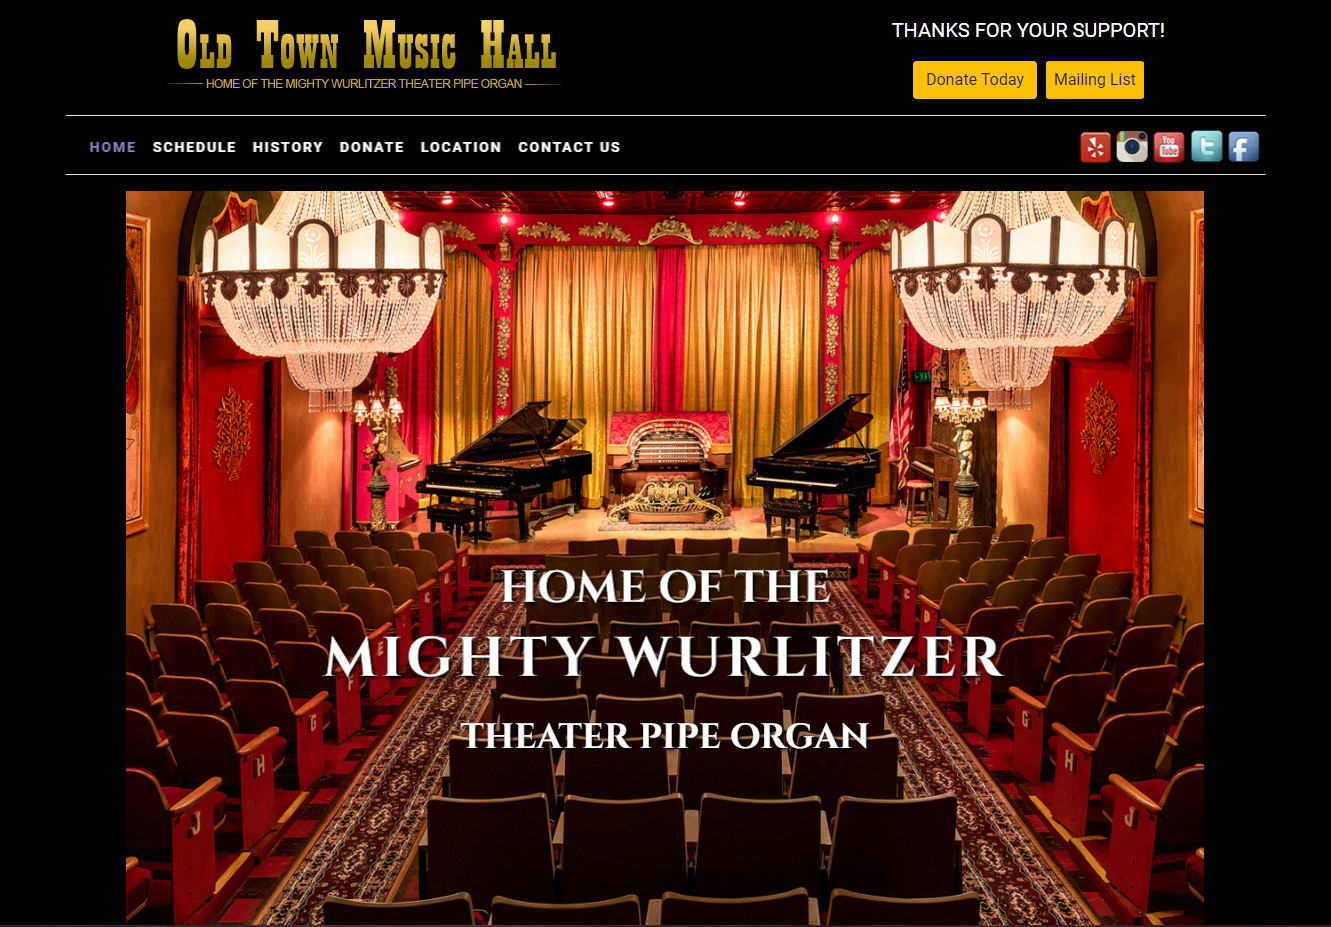 OLD TOWN MUSIC HALL
HOME OF THE MIGHTY WURLITZER THEATER PIPE ORGAN
THANKS FOR YOUR SUPPORT!
Donate Today
Mailing List
HOME
SCHEDULE
HISTORY
DONATE
LOCATION
CONTACT US
You
Tube
t
f
EXIT
HOME OF THE
MIGHTY WURLITZER
THEATER PIPE ORGAN
G
G
H
H
J
J